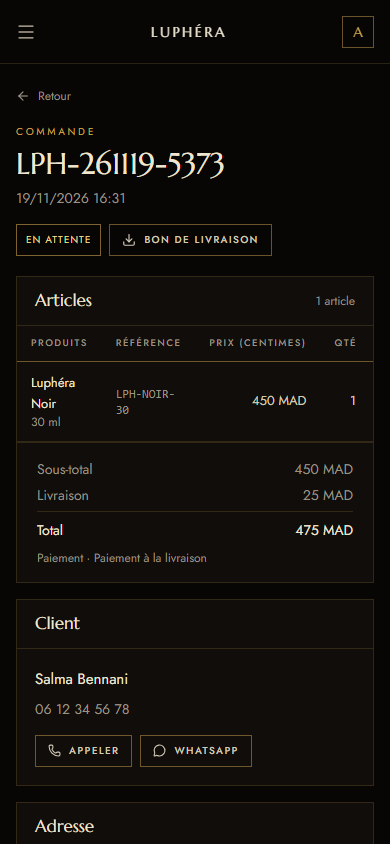 LUPHÉRA
A
Retour
COMMANDE
LPH-261119-5373
19/11/2026 16:31
EN ATTENTE
BON DE LIVRAISON
Articles
1 article
PRODUITS RÉFÉRENCE PRIX (CENTIMES) QTÉ
Luphéra
Noir
30 ml
LPH-NOIR-
30
450 MAD
1
Sous-total 450 MAD
Livraison 25 MAD
Total 475 MAD
Paiement · Paiement à la livraison
Client
Salma Bennani
06 12 34 56 78
APPELER
WHATSAPP
Adresse